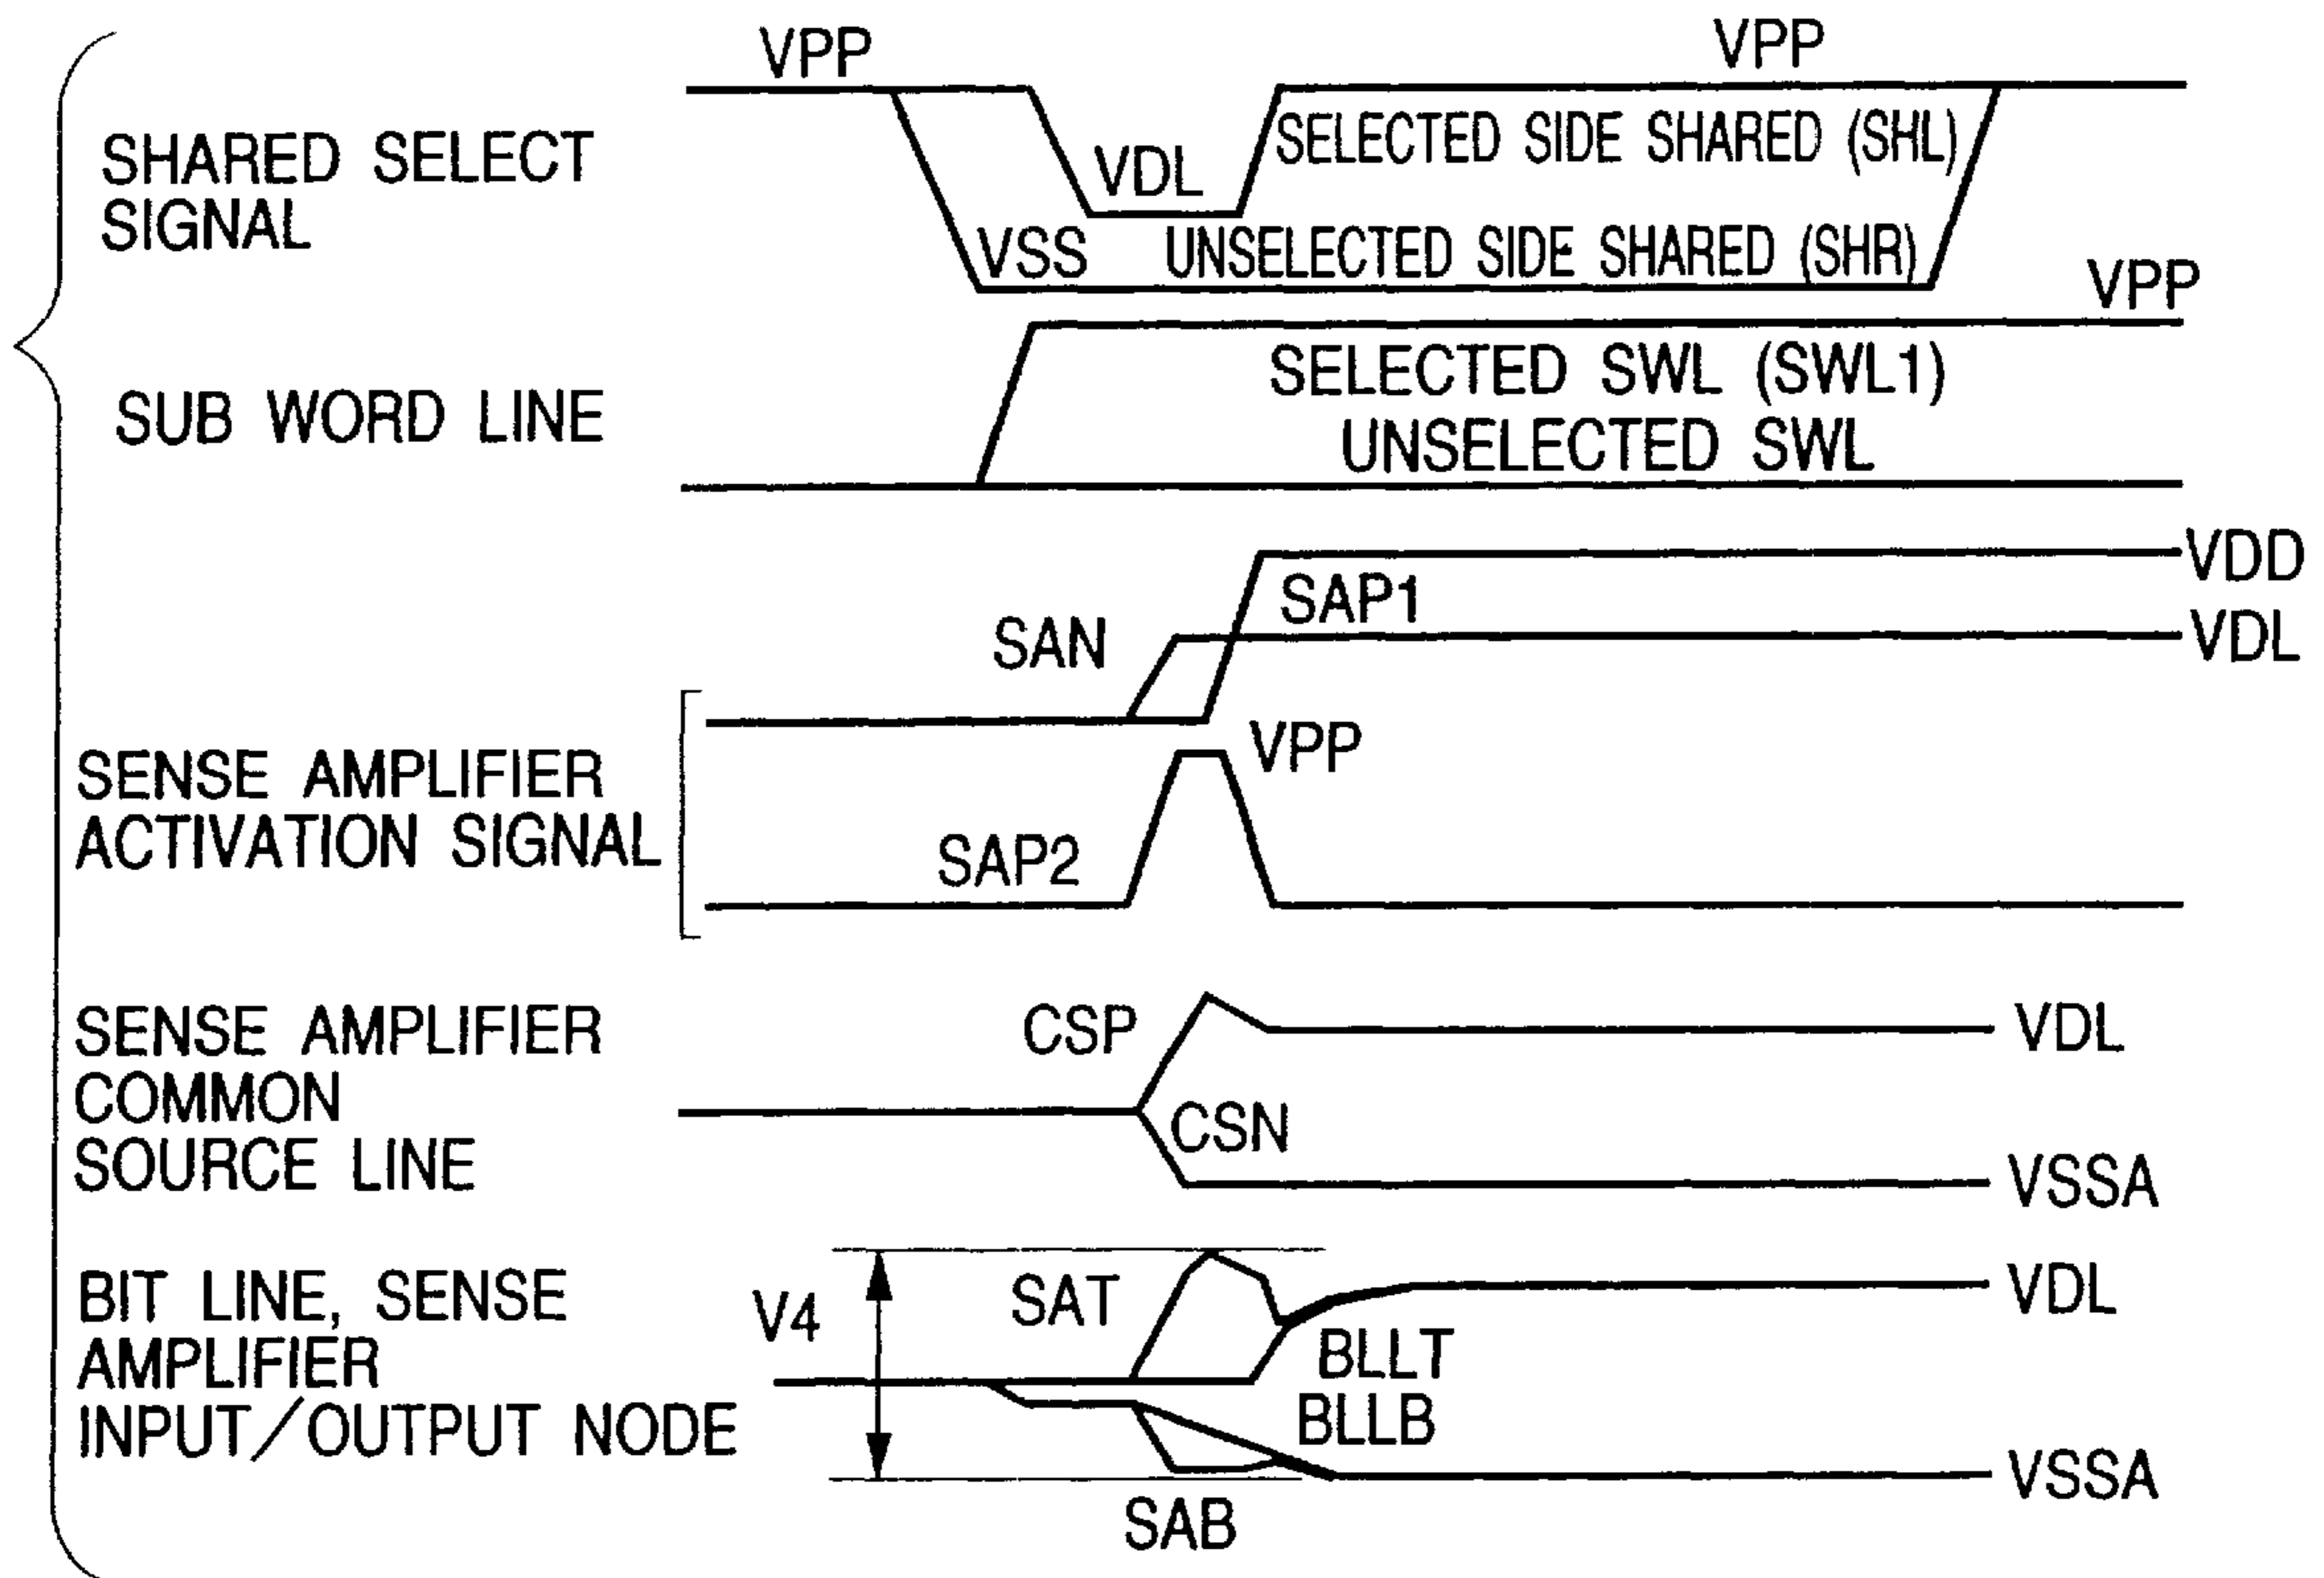 VPP
VPP
SHARED SELECT
SIGNAL
VDL
SELECTED SIDE SHARED (SHL)
VSS
UNSELECTED SIDE SHARED (SHR)
VPP
SUB WORD LINE
SELECTED SWL (SWL1)
UNSELECTED SWL
VDD
SAP1
SAN
VDL
VPP
SENSE AMPLIFIER
ACTIVATION SIGNAL
SAP2
SENSE AMPLIFIER
COMMON
SOURCE LINE
CSP
VDL
CSN
VSSA
BIT LINE, SENSE
AMPLIFIER
INPUT/OUTPUT NODE
V4
SAT
VDL
BLLT
BLLB
VSSA
SAB